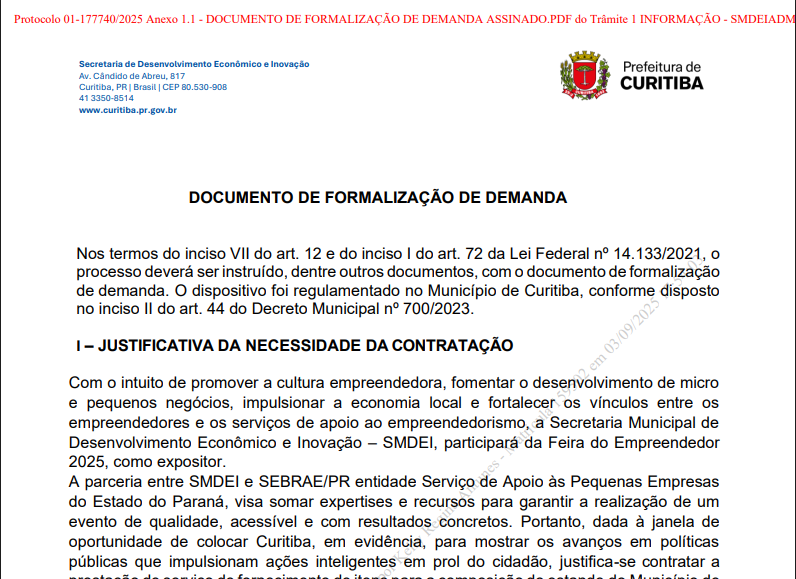 Protocolo 01-177740/2025 Anexo 1.1 - DOCUMENTO DE FORMALIZAÇÃO DE DEMANDA ASSINADO.PDF do Trâmite 1 INFORMAÇÃO - SMDEIADM
Secretaria de Desenvolvimento Econômico e Inovação
Av. Cândido de Abreu, 817
Curitiba, PR | Brasil | CEP 80.530-908
41 3350-8514
www.curitiba.pr.gov.br
Prefeitura de
CURITIBA
DOCUMENTO DE FORMALIZAÇÃO DE DEMANDA
Nos termos do inciso VII do art. 12 e do inciso I do art. 72 da Lei Federal nº 14.133/2021, o
processo deverá ser instruído, dentre outros documentos, com o documento de formalização
de demanda. O dispositivo foi regulamentado no Município de Curitiba, conforme disposto
no inciso II do art. 44 do Decreto Municipal nº 700/2023.
I – JUSTIFICATIVA DA NECESSIDADE DA CONTRATAÇÃO
Com o intuito de promover a cultura empreendedora, fomentar o desenvolvimento de micro
e pequenos negócios, impulsionar a economia local e fortalecer os vínculos entre os
empreendedores e os serviços de apoio ao empreendedorismo, a Secretaria Municipal de
Desenvolvimento Econômico e Inovação – SMDEI, participará da Feira do Empreendedor
2025, como expositor.
A parceria entre SMDEI e SEBRAE/PR entidade Serviço de Apoio às Pequenas Empresas
do Estado do Paraná, visa somar expertises e recursos para garantir a realização de um
evento de qualidade, acessível e com resultados concretos. Portanto, dada à janela de
oportunidade de colocar Curitiba, em evidência, para mostrar os avanços em políticas
públicas que impulsionam ações inteligentes em prol do cidadão, justifica-se contratar a
prestação de serviço de fornecimento de itens para a composição do estande do Município de
em 03/09/2025